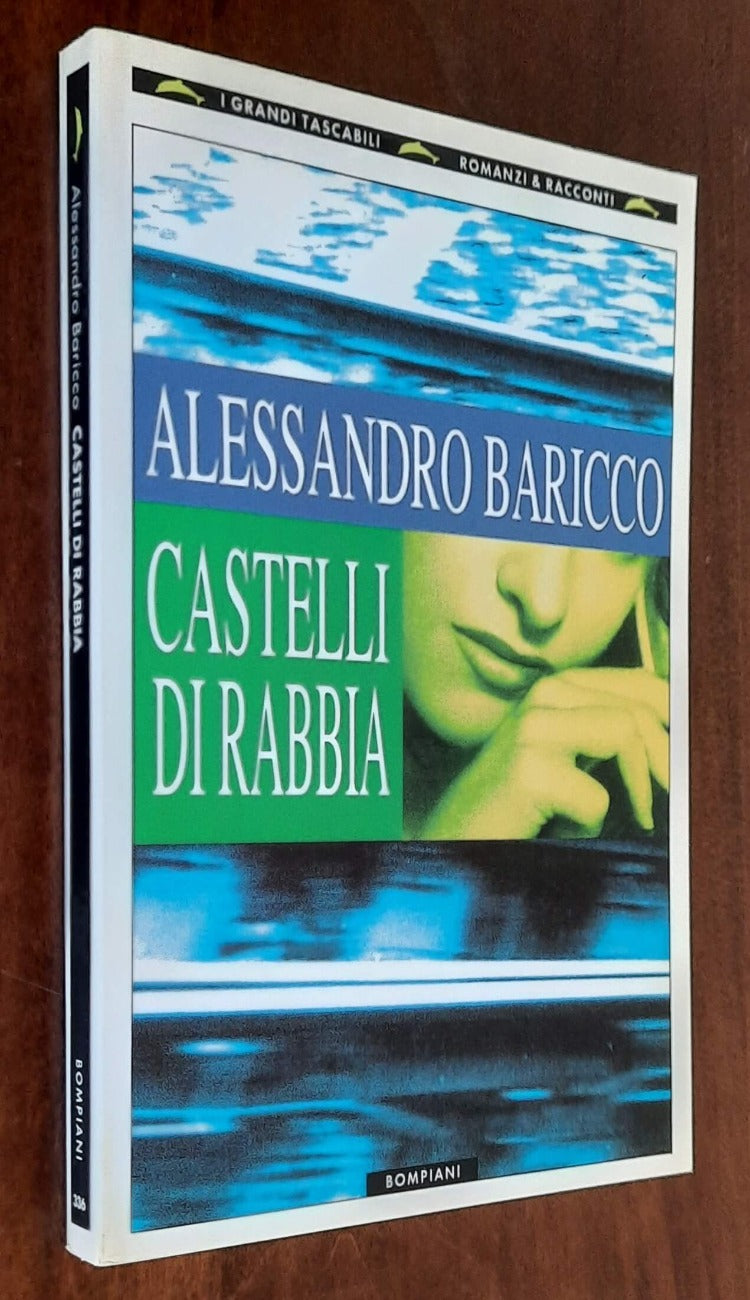 I GRANDI TASCABILI
ROMANZI & RACCONTI
ALESSANDRO BARICCO
CASTELLI
DI RABBIA
BOMPIANI
Alessandro Baricco CASTELLI DI RABBIA
BOMPIANI
336